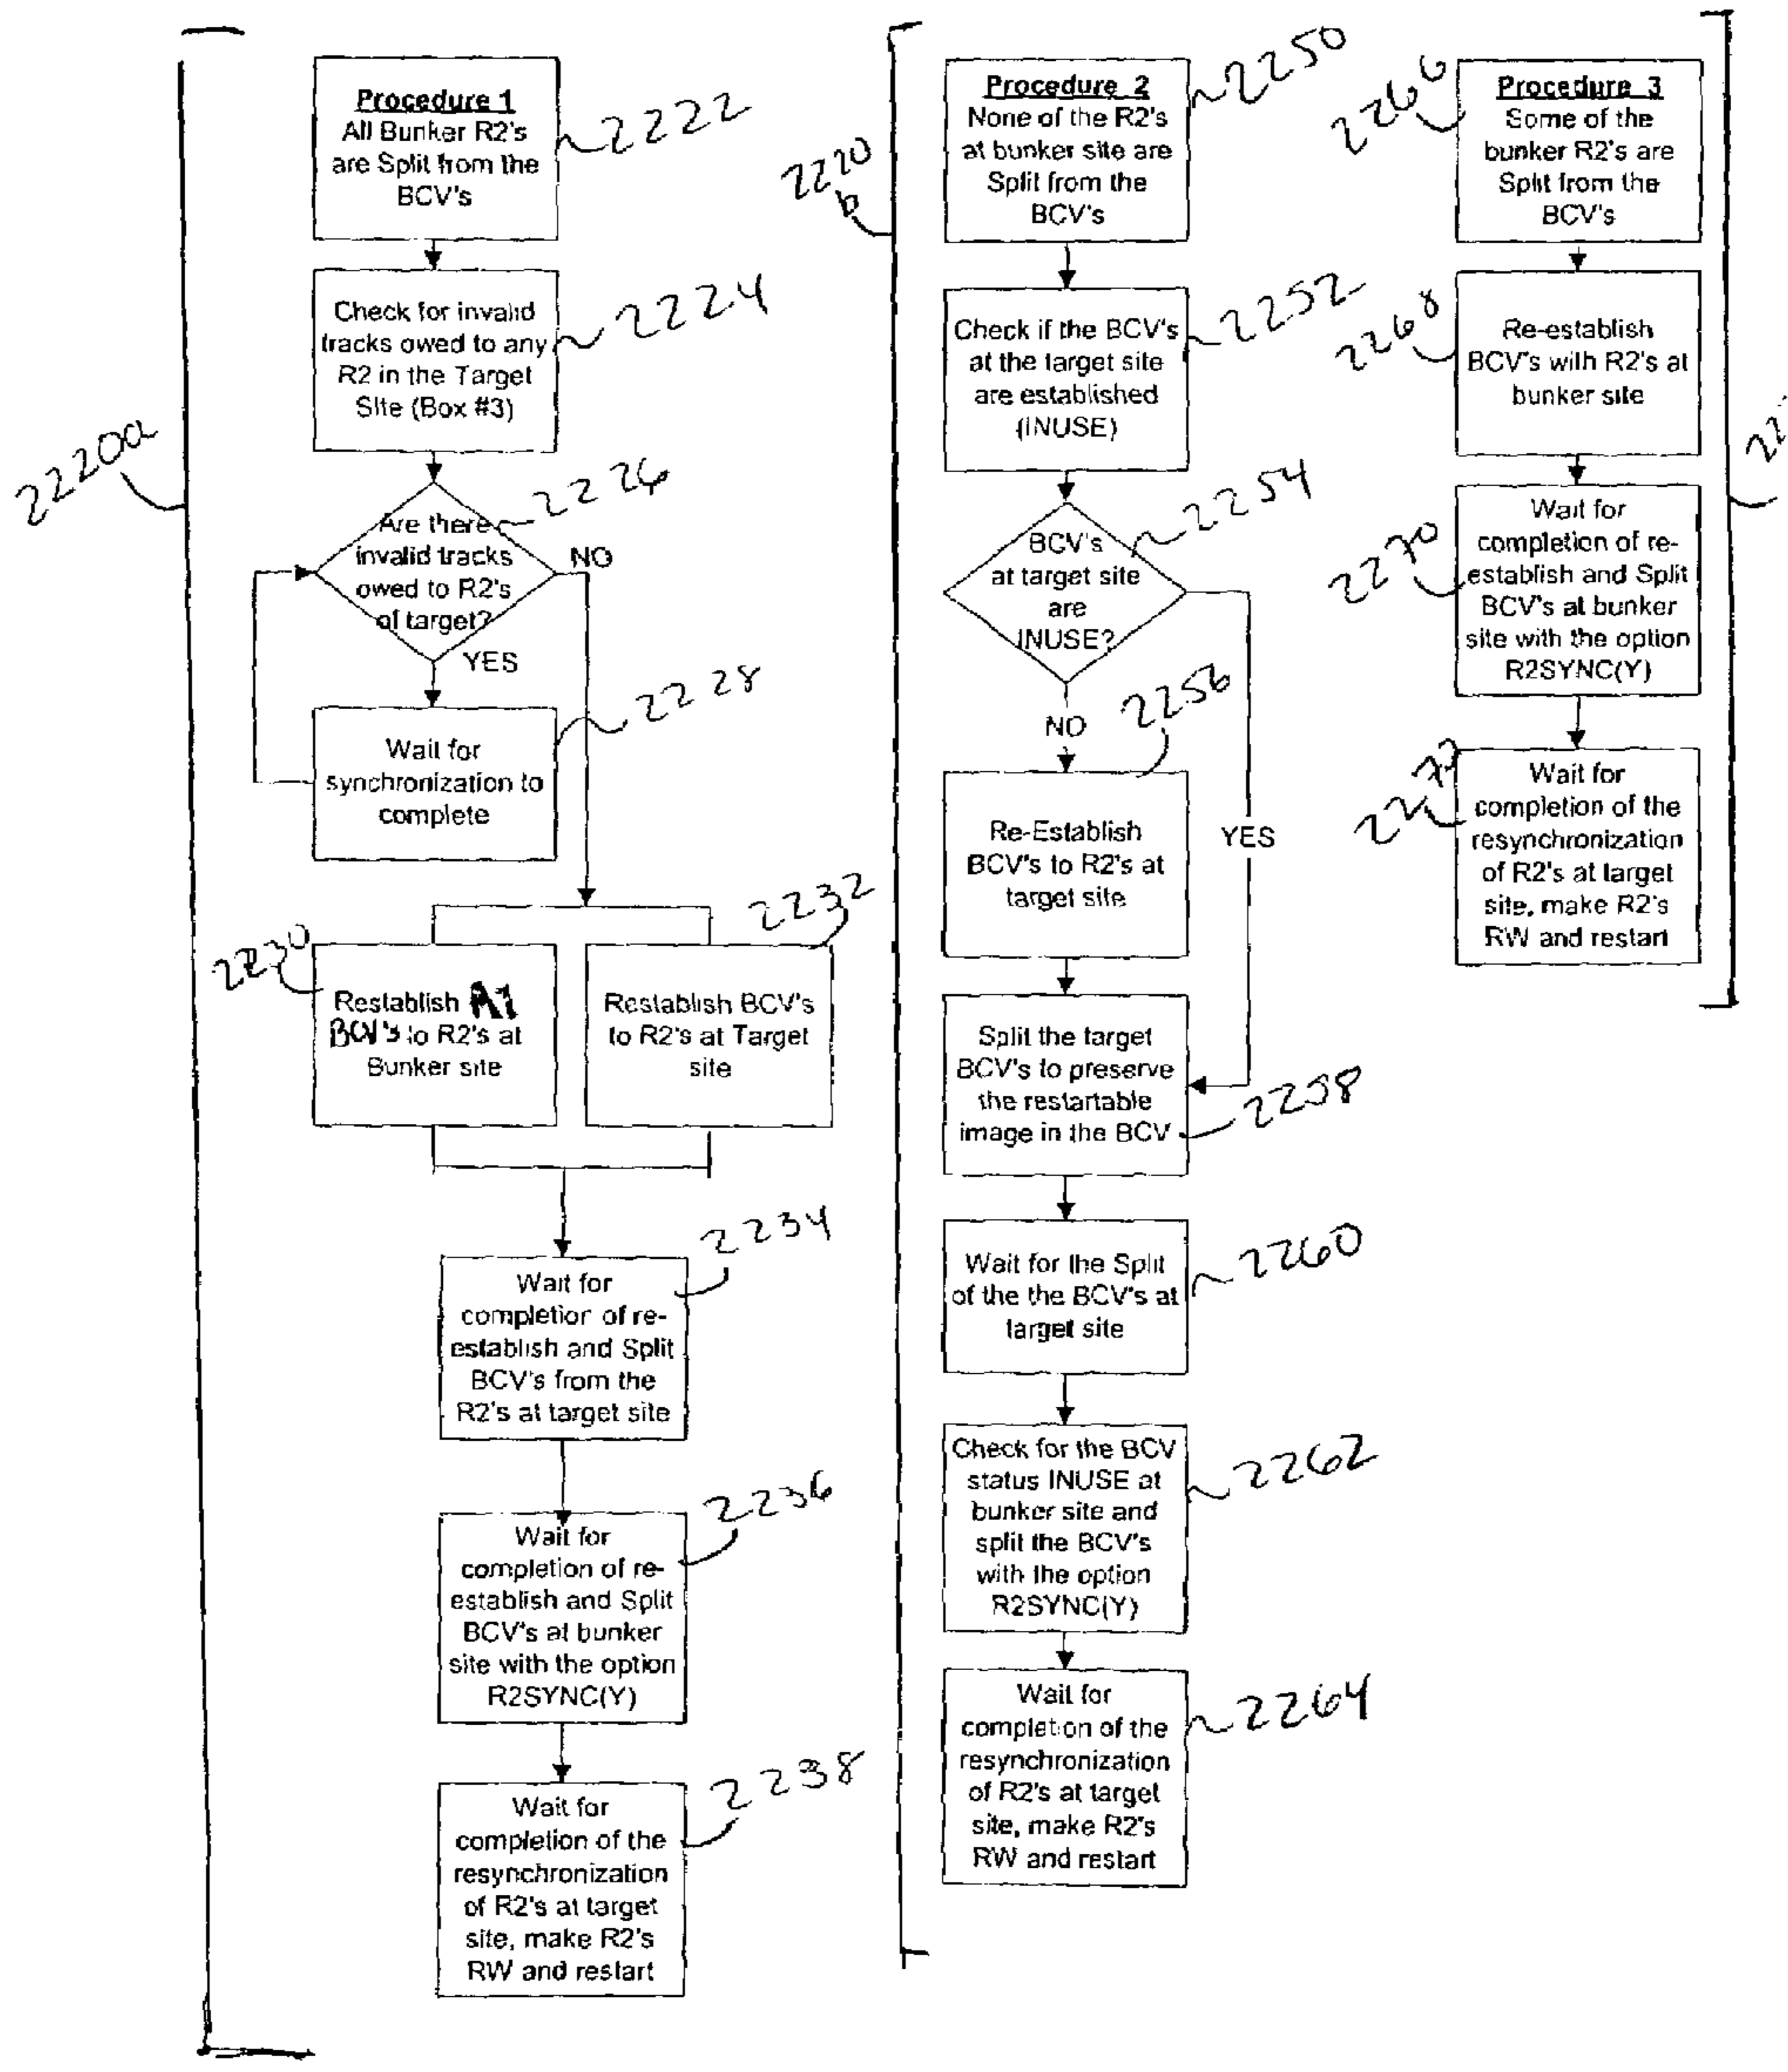 Procedure 1
All Bunker R2's
are Split from the
BCV's
2222
Check for invalid
tracks owed to any
R2 in the Target
Site (Box #3)
2224
2220a
Are there
invalid tracks
owed to R2's
of target?
2226
NO
YES
Wait for
synchronization to
complete
2228
2230
Restablish
BCV's to R2's at
Bunker site
2232
Restablish BCV's
to R2's at Target
site
Wait for
completion of re-
establish and Split
BCV's from the
R2's at target site
2234
Wait for
completion of re-
establish and Split
BCV's at bunker
site with the option
R2SYNC(Y)
2236
Wait for
completion of the
resynchronization
of R2's at target
site, make R2's
RW and restart
2238
2220
b
Procedure 2
None of the R2's
at bunker site are
Split from the
BCV's
2250
Check if the BCV's
at the target site
are established
(INUSE)
2252
BCV's
at target site
are
INUSE?
2254
NO
YES
2256
Re-Establish
BCV's to R2's at
target site
Split the target
BCV's to preserve
the restartable
image in the BCV
2258
Wait for the Split
of the the BCV's at
target site
2260
Check for the BCV
status INUSE at
bunker site and
split the BCV's
with the option
R2SYNC(Y)
2262
Wait for
completion of the
resynchronization
of R2's at target
site, make R2's
RW and restart
2264
2266
Procedure 3
Some of the
bunker R2's are
Split from the
BCV's
2268
Re-establish
BCV's with R2's at
bunker site
2270
Wait for
completion of re-
establish and Split
BCV's at bunker
site with the option
R2SYNC(Y)
2272
Wait for
completion of the
resynchronization
of R2's at target
site, make R2's
RW and restart
22